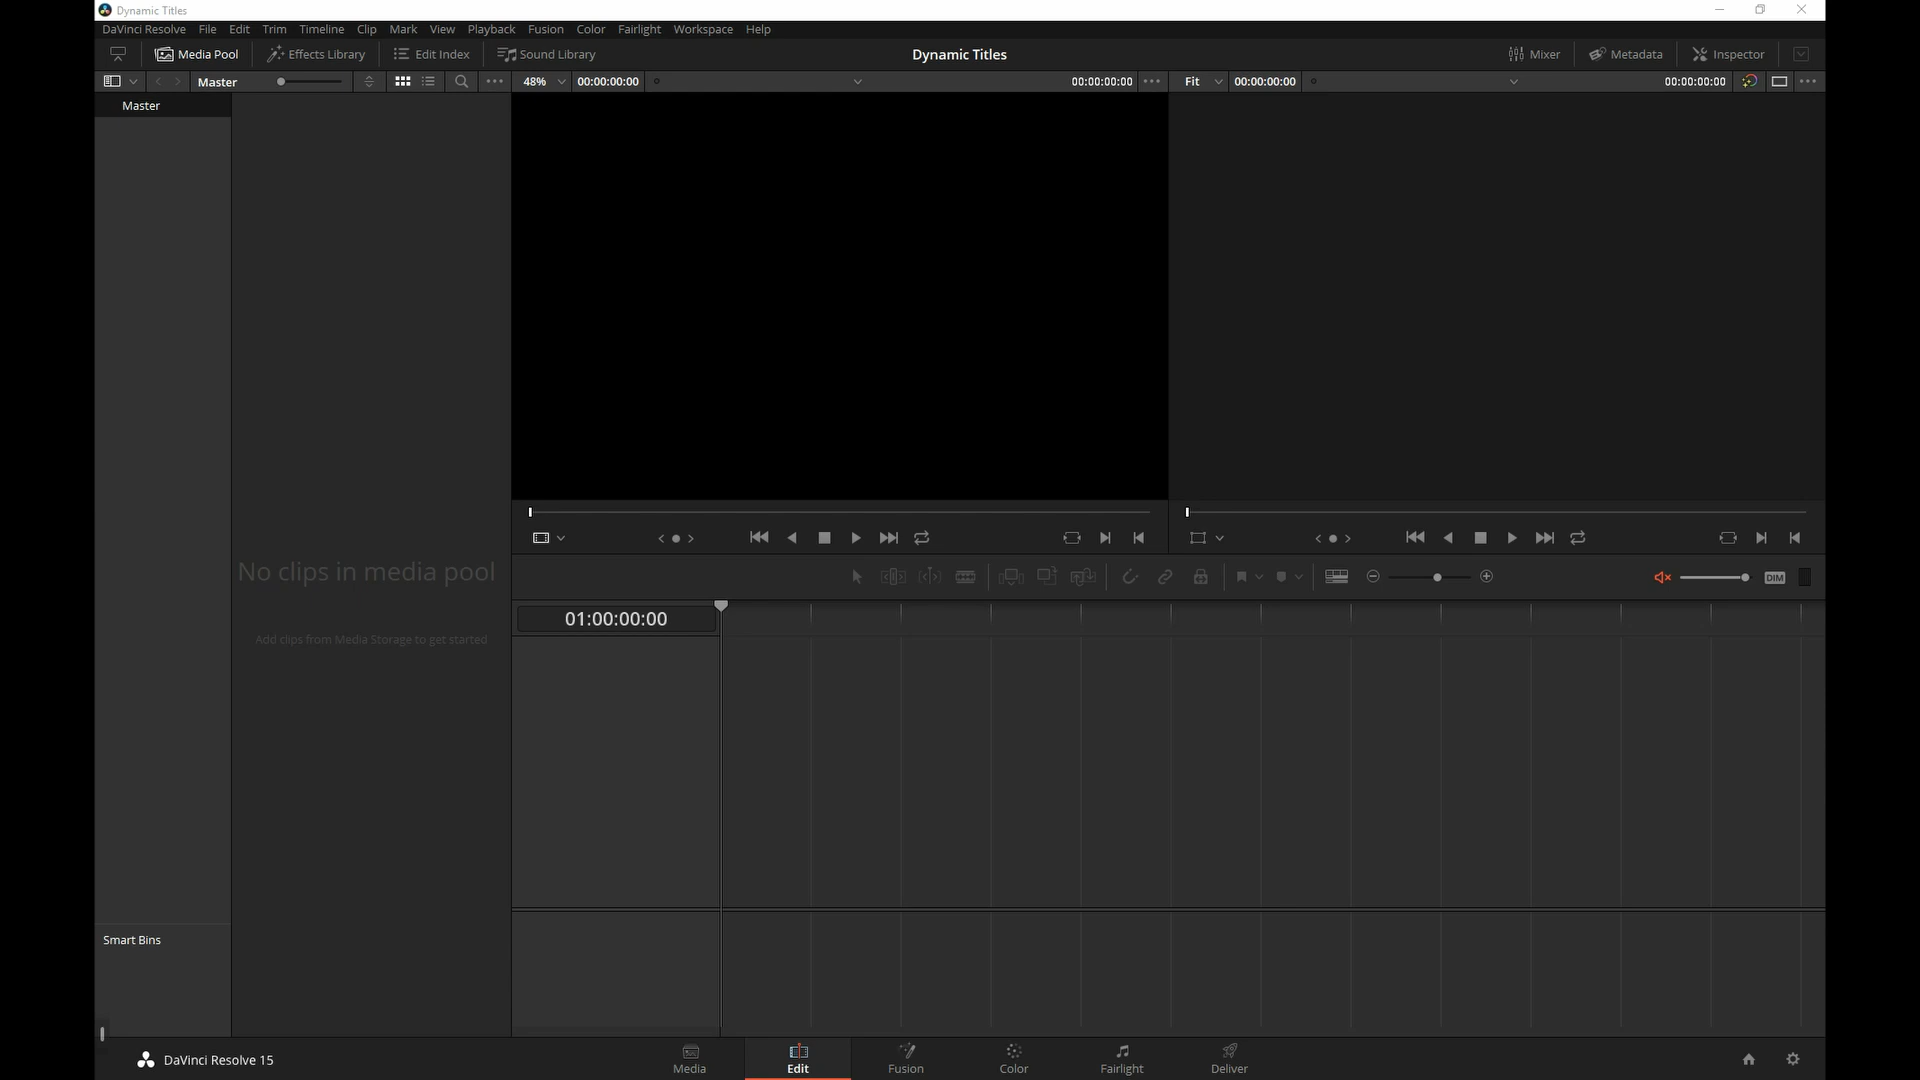 Dynamic Titles
DaVinci Resolve File Edit Trim Timeline Clip Mark View Playback Fusion Color Fairlight Workspace Help
Media Pool Effects Library Edit Index Sound Library Dynamic Titles Mixer Metadata Inspector
Master 48% 00:00:00:00 00:00:00:00 Fit 00:00:00:00 00:00:00:00
Master
No clips in media pool
Add clips from Media Storage to get started
DIM
01:00:00:00
Smart Bins
DaVinci Resolve 15
Media Edit Fusion Color Fairlight Deliver